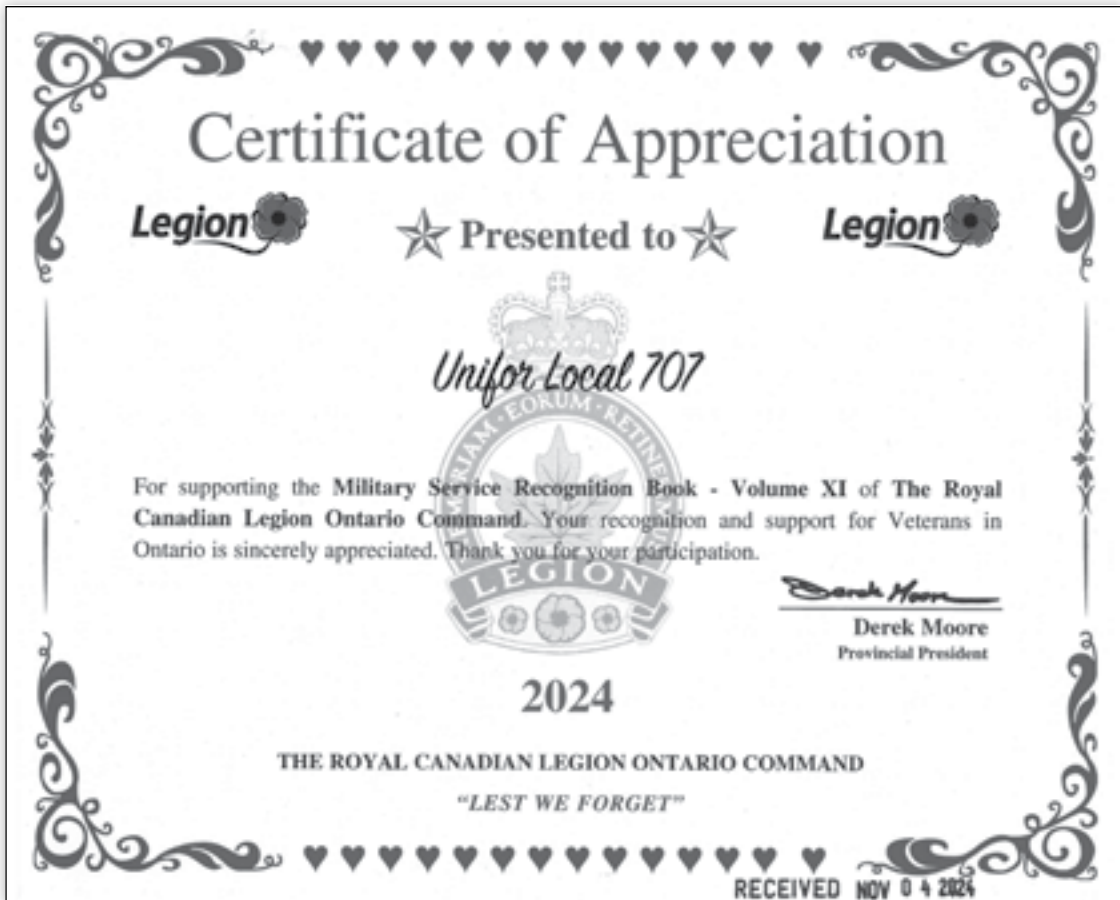 Certificate of Appreciation
Legion
Presented to
Legion
Unifor Local 707
EORUM · RETINE
For supporting the Military Service Recognition Book - Volume XI of The Royal
Canadian Legion Ontario Command. Your recognition and support for Veterans in
Ontario is sincerely appreciated. Thank you for your participation.
LEGION
Derek Moore
Derek Moore
Provincial President
2024
THE ROYAL CANADIAN LEGION ONTARIO COMMAND
“LEST WE FORGET”
RECEIVED NOV 04 2024